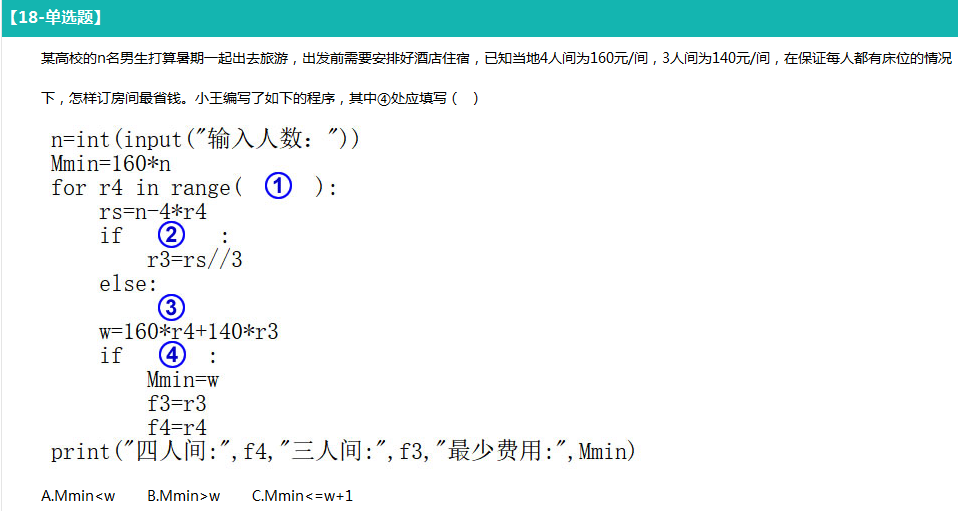 【18-单选题】
某高校的n名男生打算暑期一起出去旅游，出发前需要安排好酒店住宿，已知当地4人间为160元/间，3人间为140元/间，在保证每人都有床位的情况
下，怎样订房间最省钱。小王编写了如下的程序，其中④处应填写（ ）
n=int(input("输入人数："))
Mmin=160*n
for r4 in range( ① ):
    rs=n-4*r4
    if ② :
        r3=rs//3
    else:
        ③
    w=160*r4+140*r3
    if ④ :
        Mmin=w
        f3=r3
        f4=r4
print("四人间:",f4,"三人间:",f3,"最少费用:",Mmin)
A.Mmin<w B.Mmin>w C.Mmin<=w+1